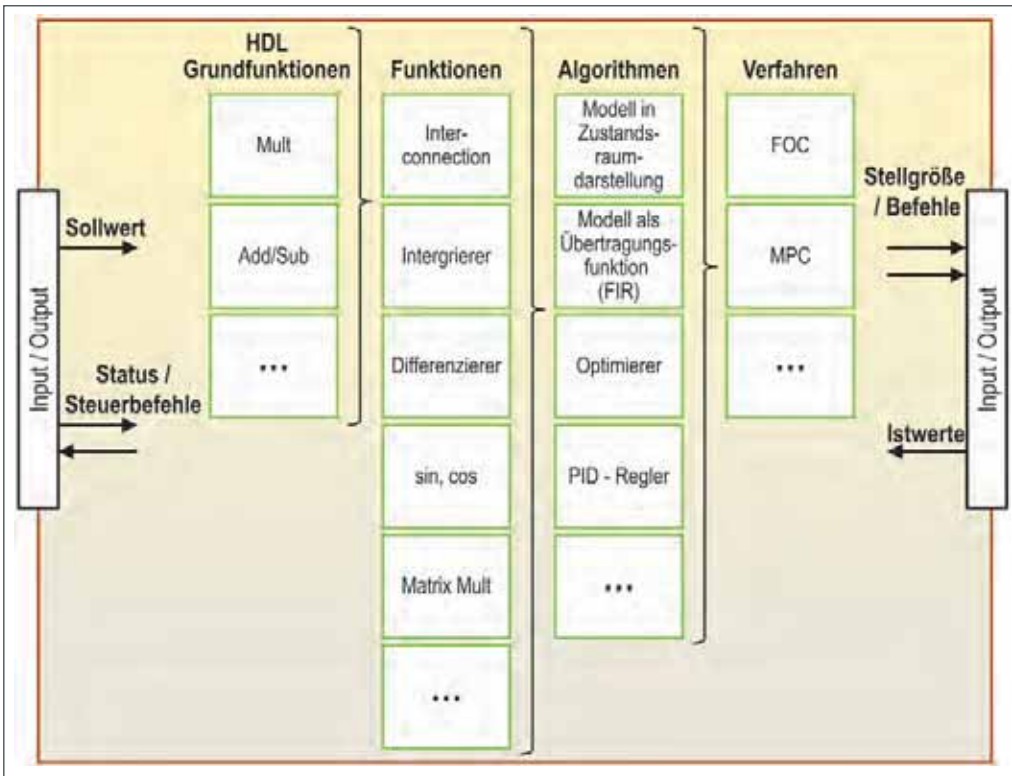 HDL
Grundfunktionen
Mult
Add/Sub
...
Funktionen
Inter-
connection
Intergrierer
Differenzierer
sin, cos
Matrix Mult
...
Algorithmen
Modell in
Zustands-
raum-
darstellung
Modell als
Übertragungs-
funktion
(FIR)
Optimierer
PID - Regler
...
Verfahren
FOC
MPC
...
Input / Output
Sollwert
Status /
Steuerbefehle
Stellgröße
/ Befehle
Istwerte
Input / Output